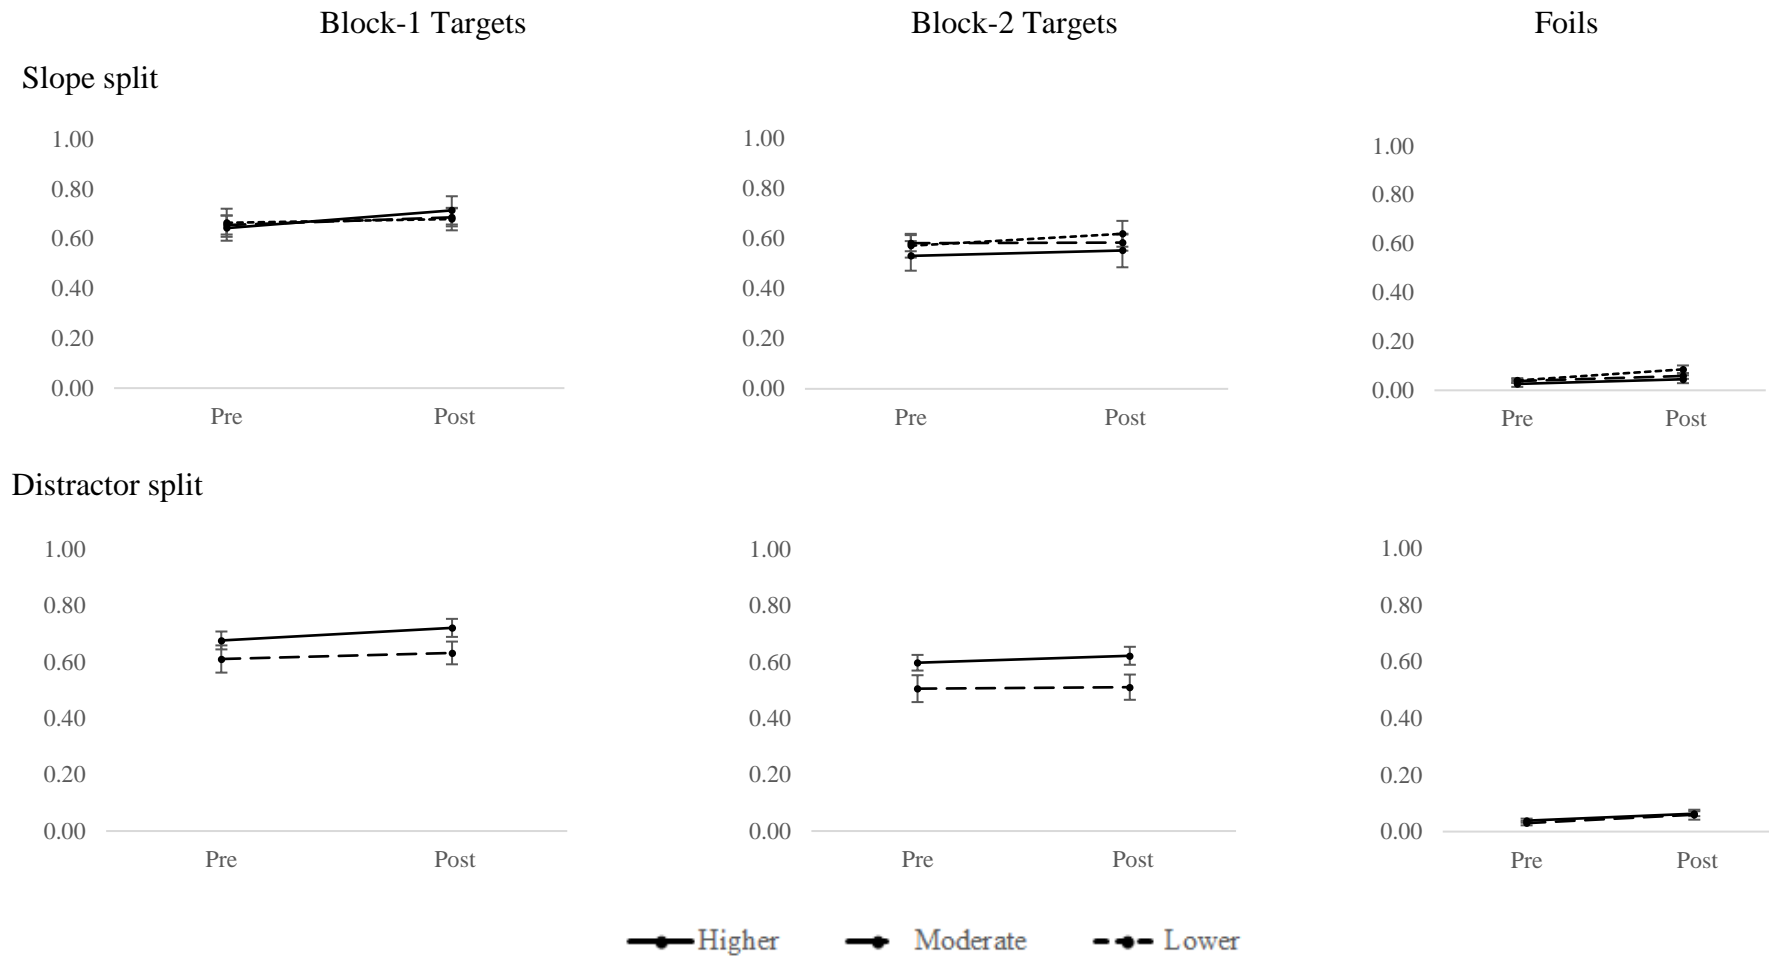 Block-1 Targets Block-2 Targets Foils
Slope split
1.00 1.00 1.00
0.80 0.80 0.80
0.60 0.60 0.60
0.40 0.40 0.40
0.20 0.20 0.20
0.00 0.00 0.00
Pre Post Pre Post Pre Post
Distractor split
1.00 1.00 1.00
0.80 0.80 0.80
0.60 0.60 0.60
0.40 0.40 0.40
0.20 0.20 0.20
0.00 0.00 0.00
Pre Post Pre Post Pre Post
Higher Moderate Lower